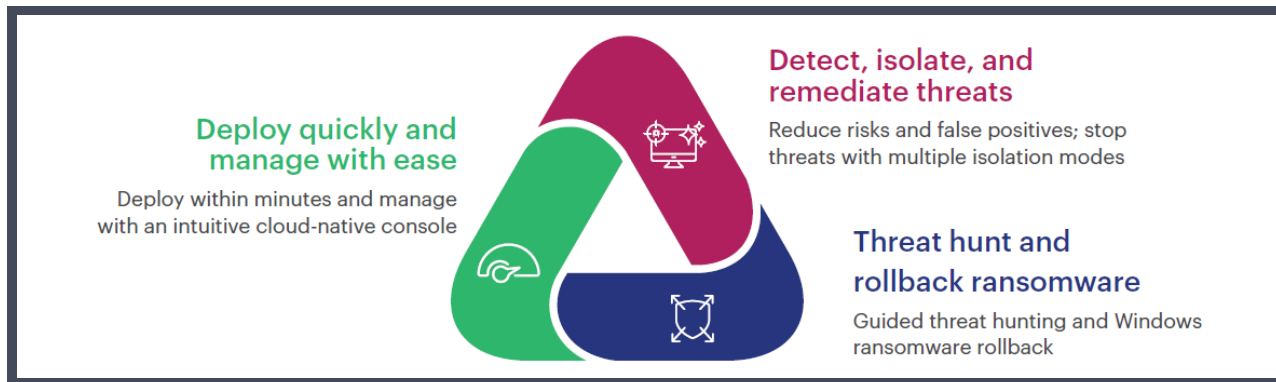 Deploy quickly and
manage with ease
Deploy within minutes and manage
with an intuitive cloud-native console
Detect, isolate, and
remediate threats
Reduce risks and false positives; stop
threats with multiple isolation modes
Threat hunt and
rollback ransomware
Guided threat hunting and Windows
ransomware rollback